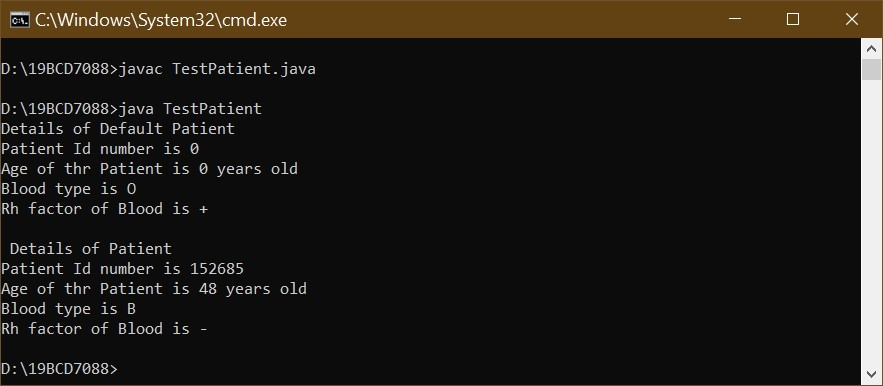 C:\Windows\System32\cmd.exe
D:\19BCD7088>javac TestPatient.java
D:\19BCD7088>java TestPatient
Details of Default Patient
Patient Id number is 0
Age of thr Patient is 0 years old
Blood type is O
Rh factor of Blood is +
Details of Patient
Patient Id number is 152685
Age of thr Patient is 48 years old
Blood type is B
Rh factor of Blood is -
D:\19BCD7088>